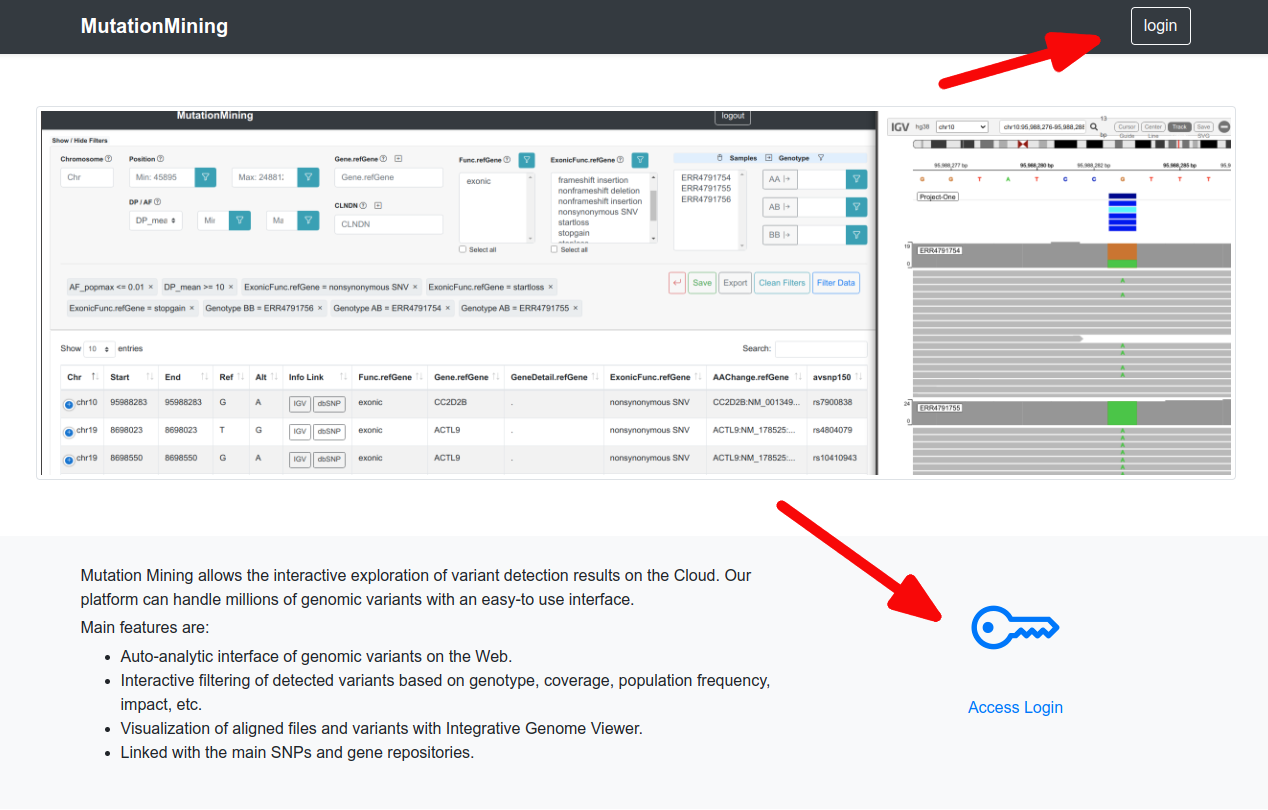 MutationMining
login
MutationMining
logout
Show / Hide Filters
Chromosome
Chr
Position
Min: 45895
Max: 24881
Gene.refGene
Gene.refGene
Func.refGene
exonic
Select all
ExonicFunc.refGene
frameshift insertion
nonframeshift deletion
nonframeshift insertion
nonsynonymous SNV
startloss
stopgain
stoploss
Select all
Samples
Genotype
ERR4791754
ERR4791755
ERR4791756
AA
AB
BB
DP / AF
DP_mea
Mi
Ma
CLNDN
CLNDN
AF_popmax <= 0.01 × DP_mean >= 10 × ExonicFunc.refGene = nonsynonymous SNV × ExonicFunc.refGene = startloss ×
ExonicFunc.refGene = stopgain × Genotype BB = ERR4791756 × Genotype AB = ERR4791754 × Genotype AB = ERR4791755 ×
Save Export Clean Filters Filter Data
Show 10 entries
Search:
Chr Start End Ref Alt Info Link Func.refGene Gene.refGene GeneDetail.refGene ExonicFunc.refGene AAChange.refGene avsnp150
chr10 95988283 95988283 G A IGV dbSNP exonic CC2D2B . nonsynonymous SNV CC2D2B:NM_001349... rs7900838
chr19 8698023 8698023 T G IGV dbSNP exonic ACTL9 . nonsynonymous SNV ACTL9:NM_178525:... rs4804079
chr19 8698550 8698550 G A IGV dbSNP exonic ACTL9 . nonsynonymous SNV ACTL9:NM_178525:... rs10410943
IGV hg38 chr10 chr10:95,988,276-95,988,288 13 bp Cursor Guide Center Line Track Save SVG
95,988,277 bp 95,988,280 bp 95,988,282 bp 95,988,285 bp 95,9
G G T A T C C G T T T
Project-One
19
ERR4791754
0
A
A
A
A
A
A
24
ERR4791755
0
A
A
A
A
A
Mutation Mining allows the interactive exploration of variant detection results on the Cloud. Our
platform can handle millions of genomic variants with an easy-to use interface.
Main features are:
• Auto-analytic interface of genomic variants on the Web.
• Interactive filtering of detected variants based on genotype, coverage, population frequency,
impact, etc.
• Visualization of aligned files and variants with Integrative Genome Viewer.
• Linked with the main SNPs and gene repositories.
Access Login